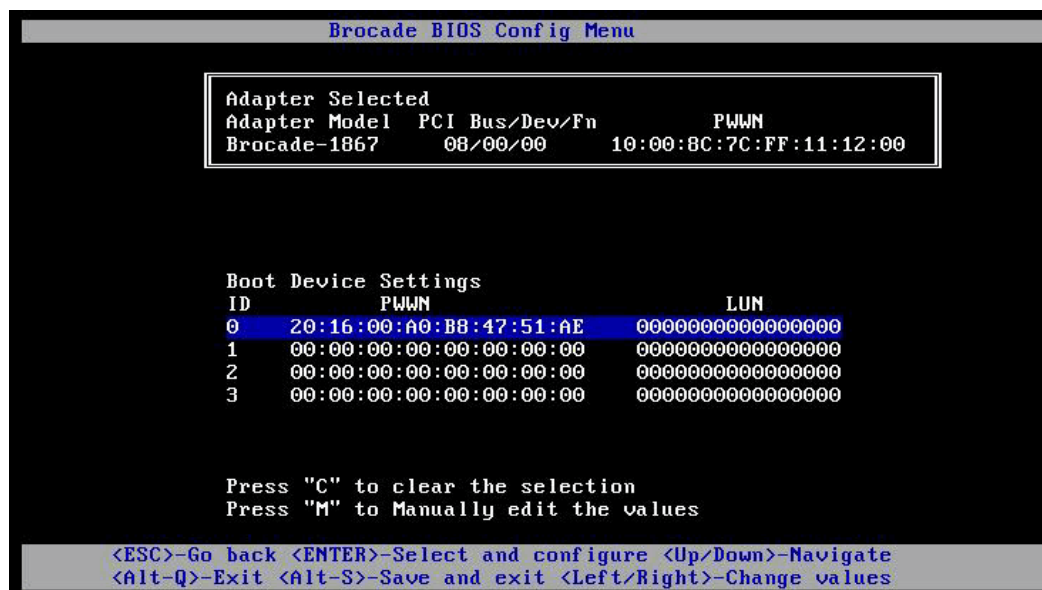 Brocade BIOS Config Menu
Adapter Selected
Adapter Model PCI Bus/Dev/Fn PWWN
Brocade-1867 08/00/00 10:00:8C:7C:FF:11:12:00
Boot Device Settings
ID PWWN LUN
0 20:16:00:A0:B8:47:51:AE 0000000000000000
1 00:00:00:00:00:00:00:00 0000000000000000
2 00:00:00:00:00:00:00:00 0000000000000000
3 00:00:00:00:00:00:00:00 0000000000000000
Press "C" to clear the selection
Press "M" to Manually edit the values
<ESC>-Go back <ENTER>-Select and configure <Up/Down>-Navigate
<Alt-Q>-Exit <Alt-S>-Save and exit <Left/Right>-Change values